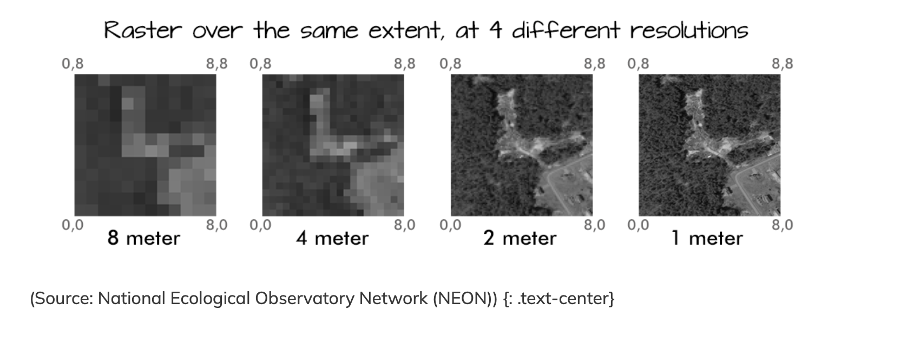 Raster over the same extent, at 4 different resolutions
0,8 8,8 0,8 8,8 0,8 8,8 0,8 8,8
0,0 8,0 0,0 8,0 0,0 8,0 0,0 8,0
8 meter 4 meter 2 meter 1 meter
(Source: National Ecological Observatory Network (NEON)) {: .text-center}